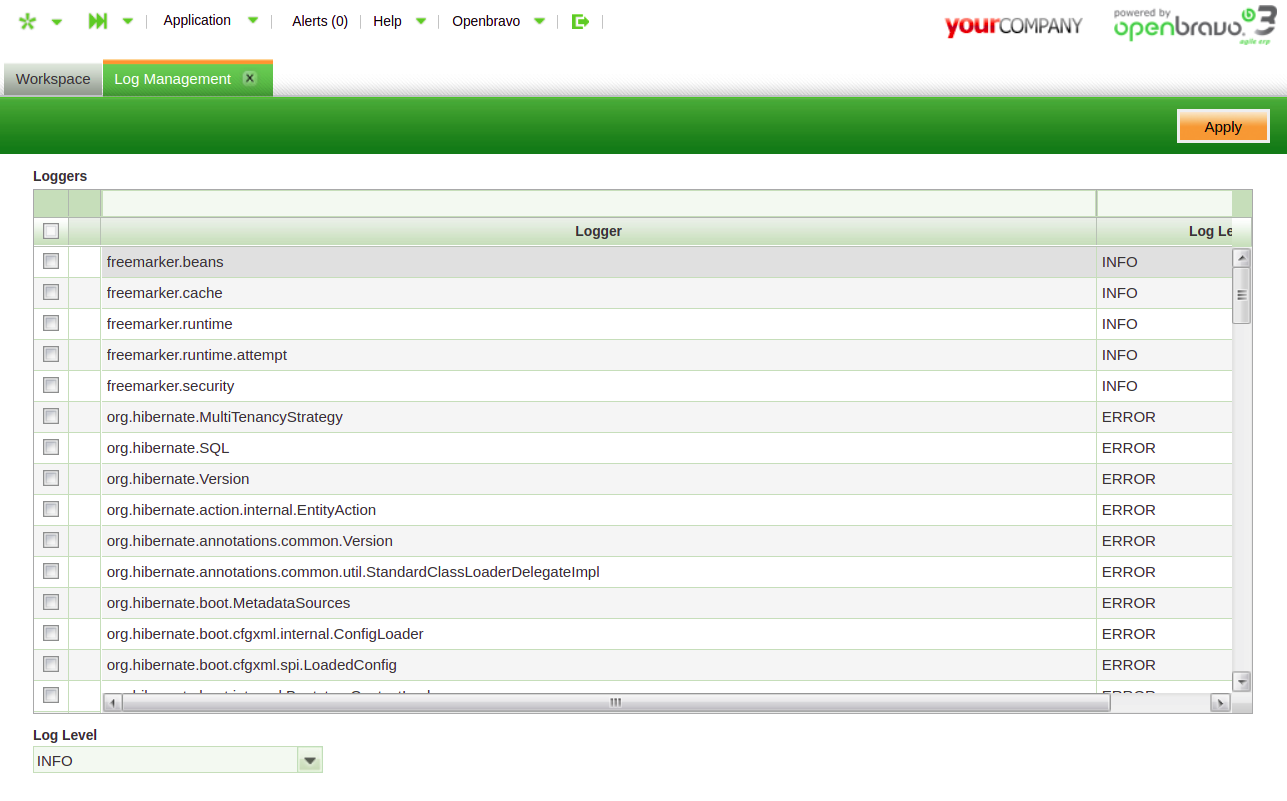 Application Alerts (0) Help Openbravo
yourCOMPANY
powered by
openbravo. 3
agile erp
Workspace Log Management
Apply
Loggers
Logger Log Le
freemarker.beans INFO
freemarker.cache INFO
freemarker.runtime INFO
freemarker.runtime.attempt INFO
freemarker.security INFO
org.hibernate.MultiTenancyStrategy ERROR
org.hibernate.SQL ERROR
org.hibernate.Version ERROR
org.hibernate.action.internal.EntityAction ERROR
org.hibernate.annotations.common.Version ERROR
org.hibernate.annotations.common.util.StandardClassLoaderDelegateImpl ERROR
org.hibernate.boot.MetadataSources ERROR
org.hibernate.boot.cfgxml.internal.ConfigLoader ERROR
org.hibernate.boot.cfgxml.spi.LoadedConfig ERROR
ERROR
Log Level
INFO